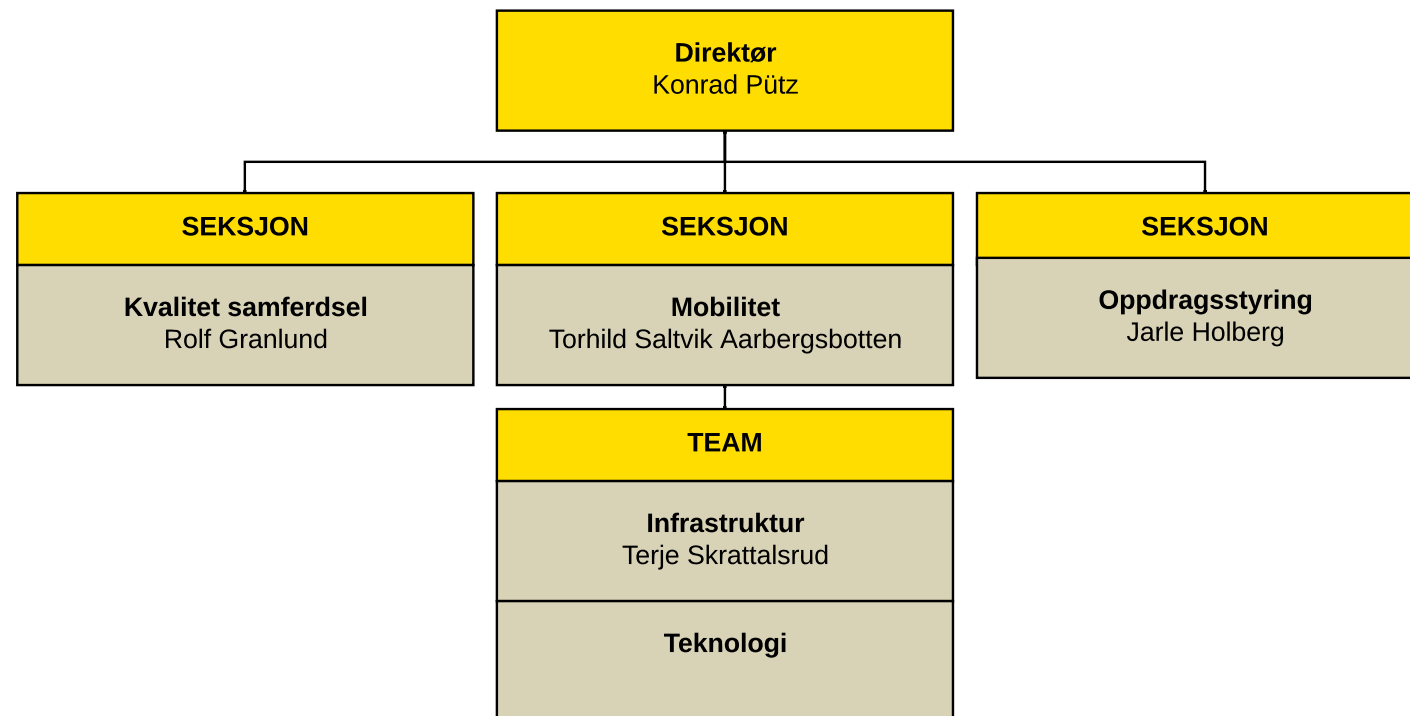 Direktør
Konrad Pütz
SEKSJON
Kvalitet samferdsel
Rolf Granlund
SEKSJON
Mobilitet
Torhild Saltvik Aarbergsbotten
SEKSJON
Oppdragsstyring
Jarle Holberg
TEAM
Infrastruktur
Terje Skrattalsrud
Teknologi